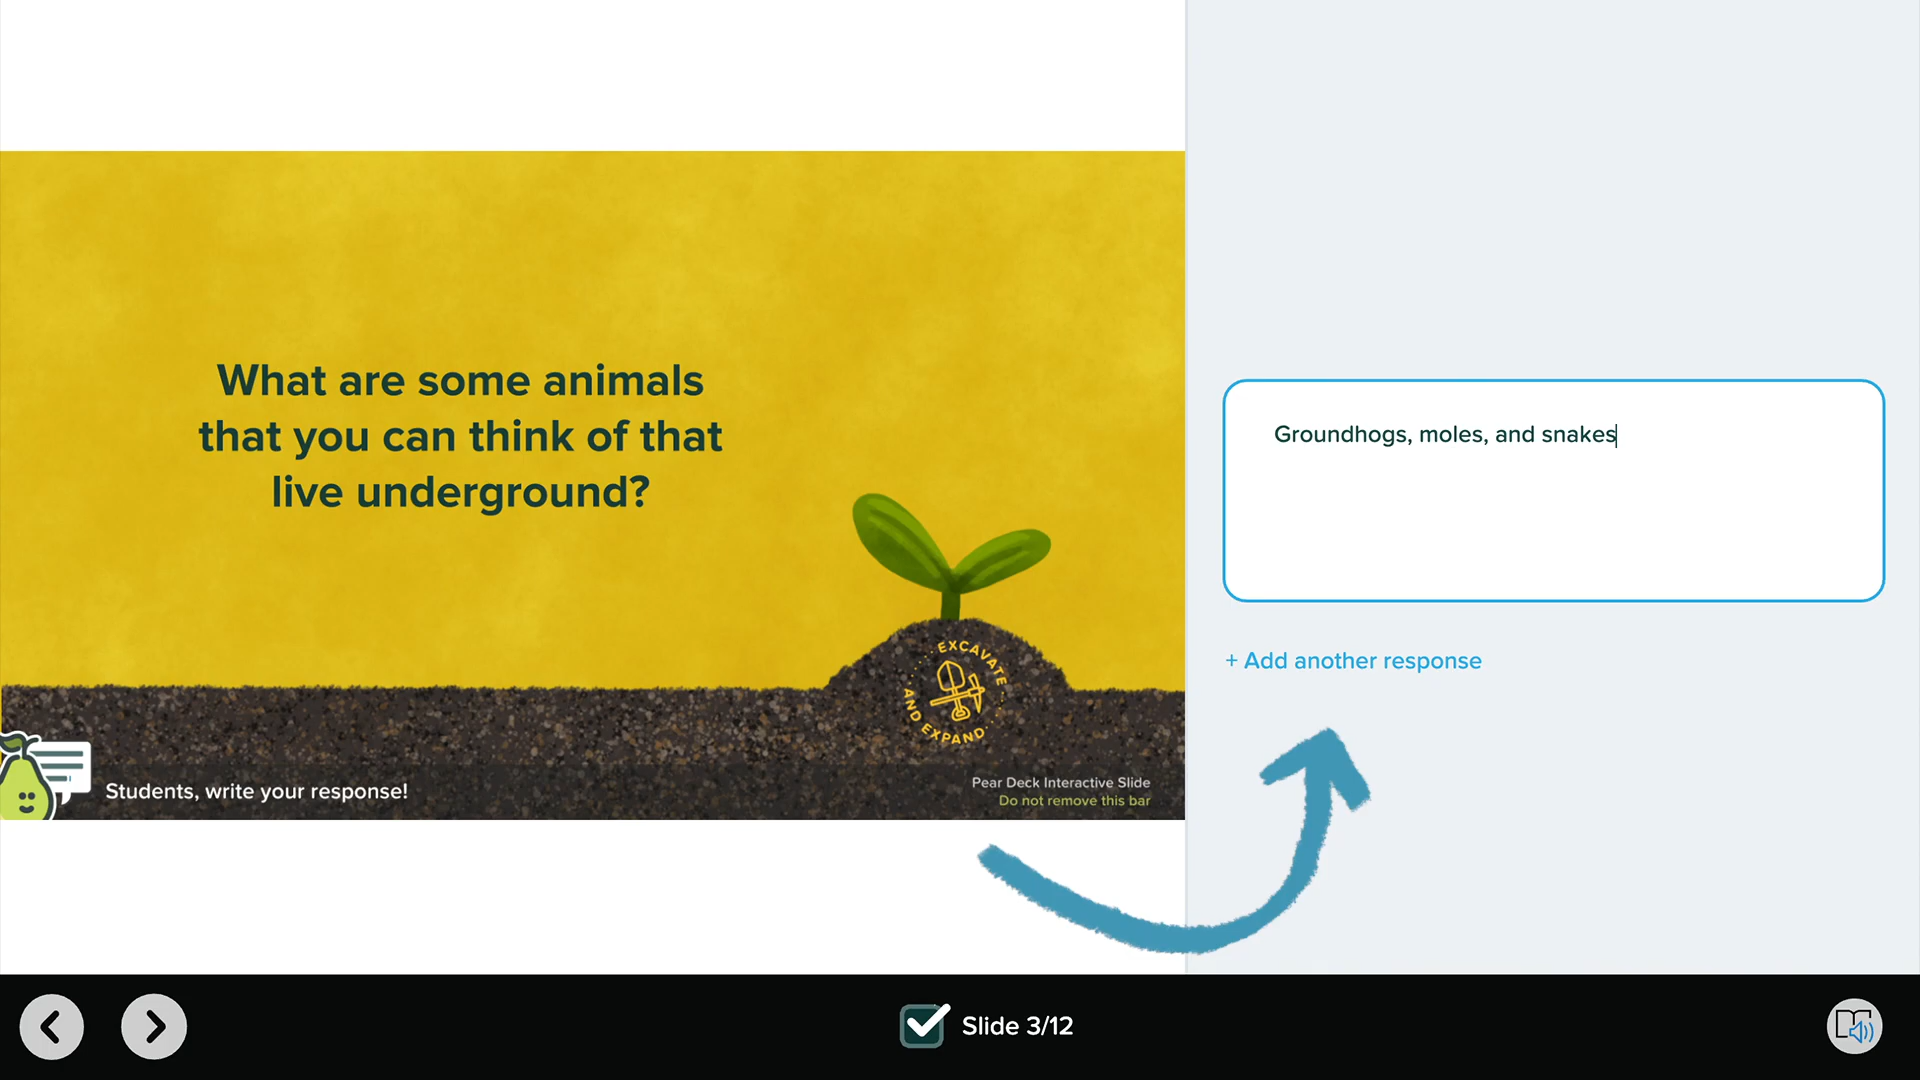 What are some animals
that you can think of that
live underground?
EXCAVATE
AND EXPAND
Students, write your response!
Pear Deck Interactive Slide
Do not remove this bar
Groundhogs, moles, and snakes
+ Add another response
Slide 3/12